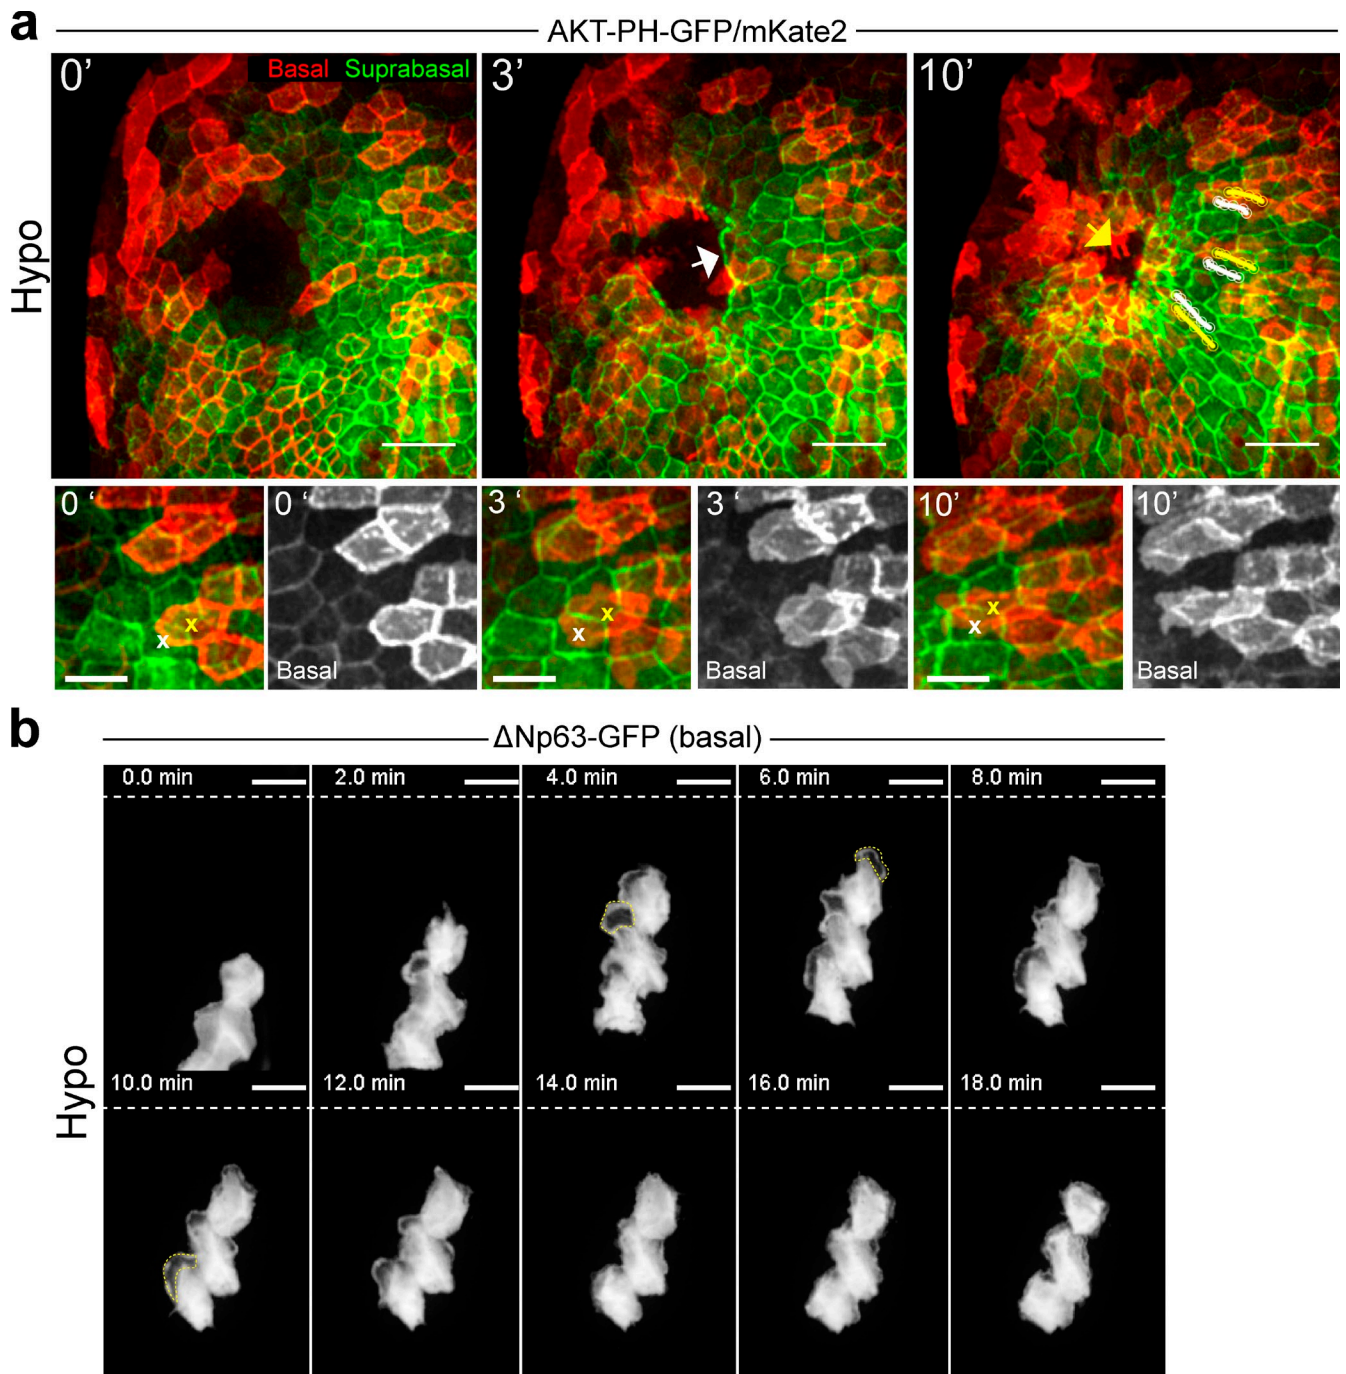 a
AKT-PH-GFP/mKate2
Hypo
0’ Basal Suprabasal
3’
10’
0 ‘
x
x
0 ‘
Basal
3 ‘
x
x
3 ‘
Basal
10’
x
x
10’
Basal
b
ΔNp63-GFP (basal)
Hypo
0.0 min 2.0 min 4.0 min 6.0 min 8.0 min
10.0 min 12.0 min 14.0 min 16.0 min 18.0 min